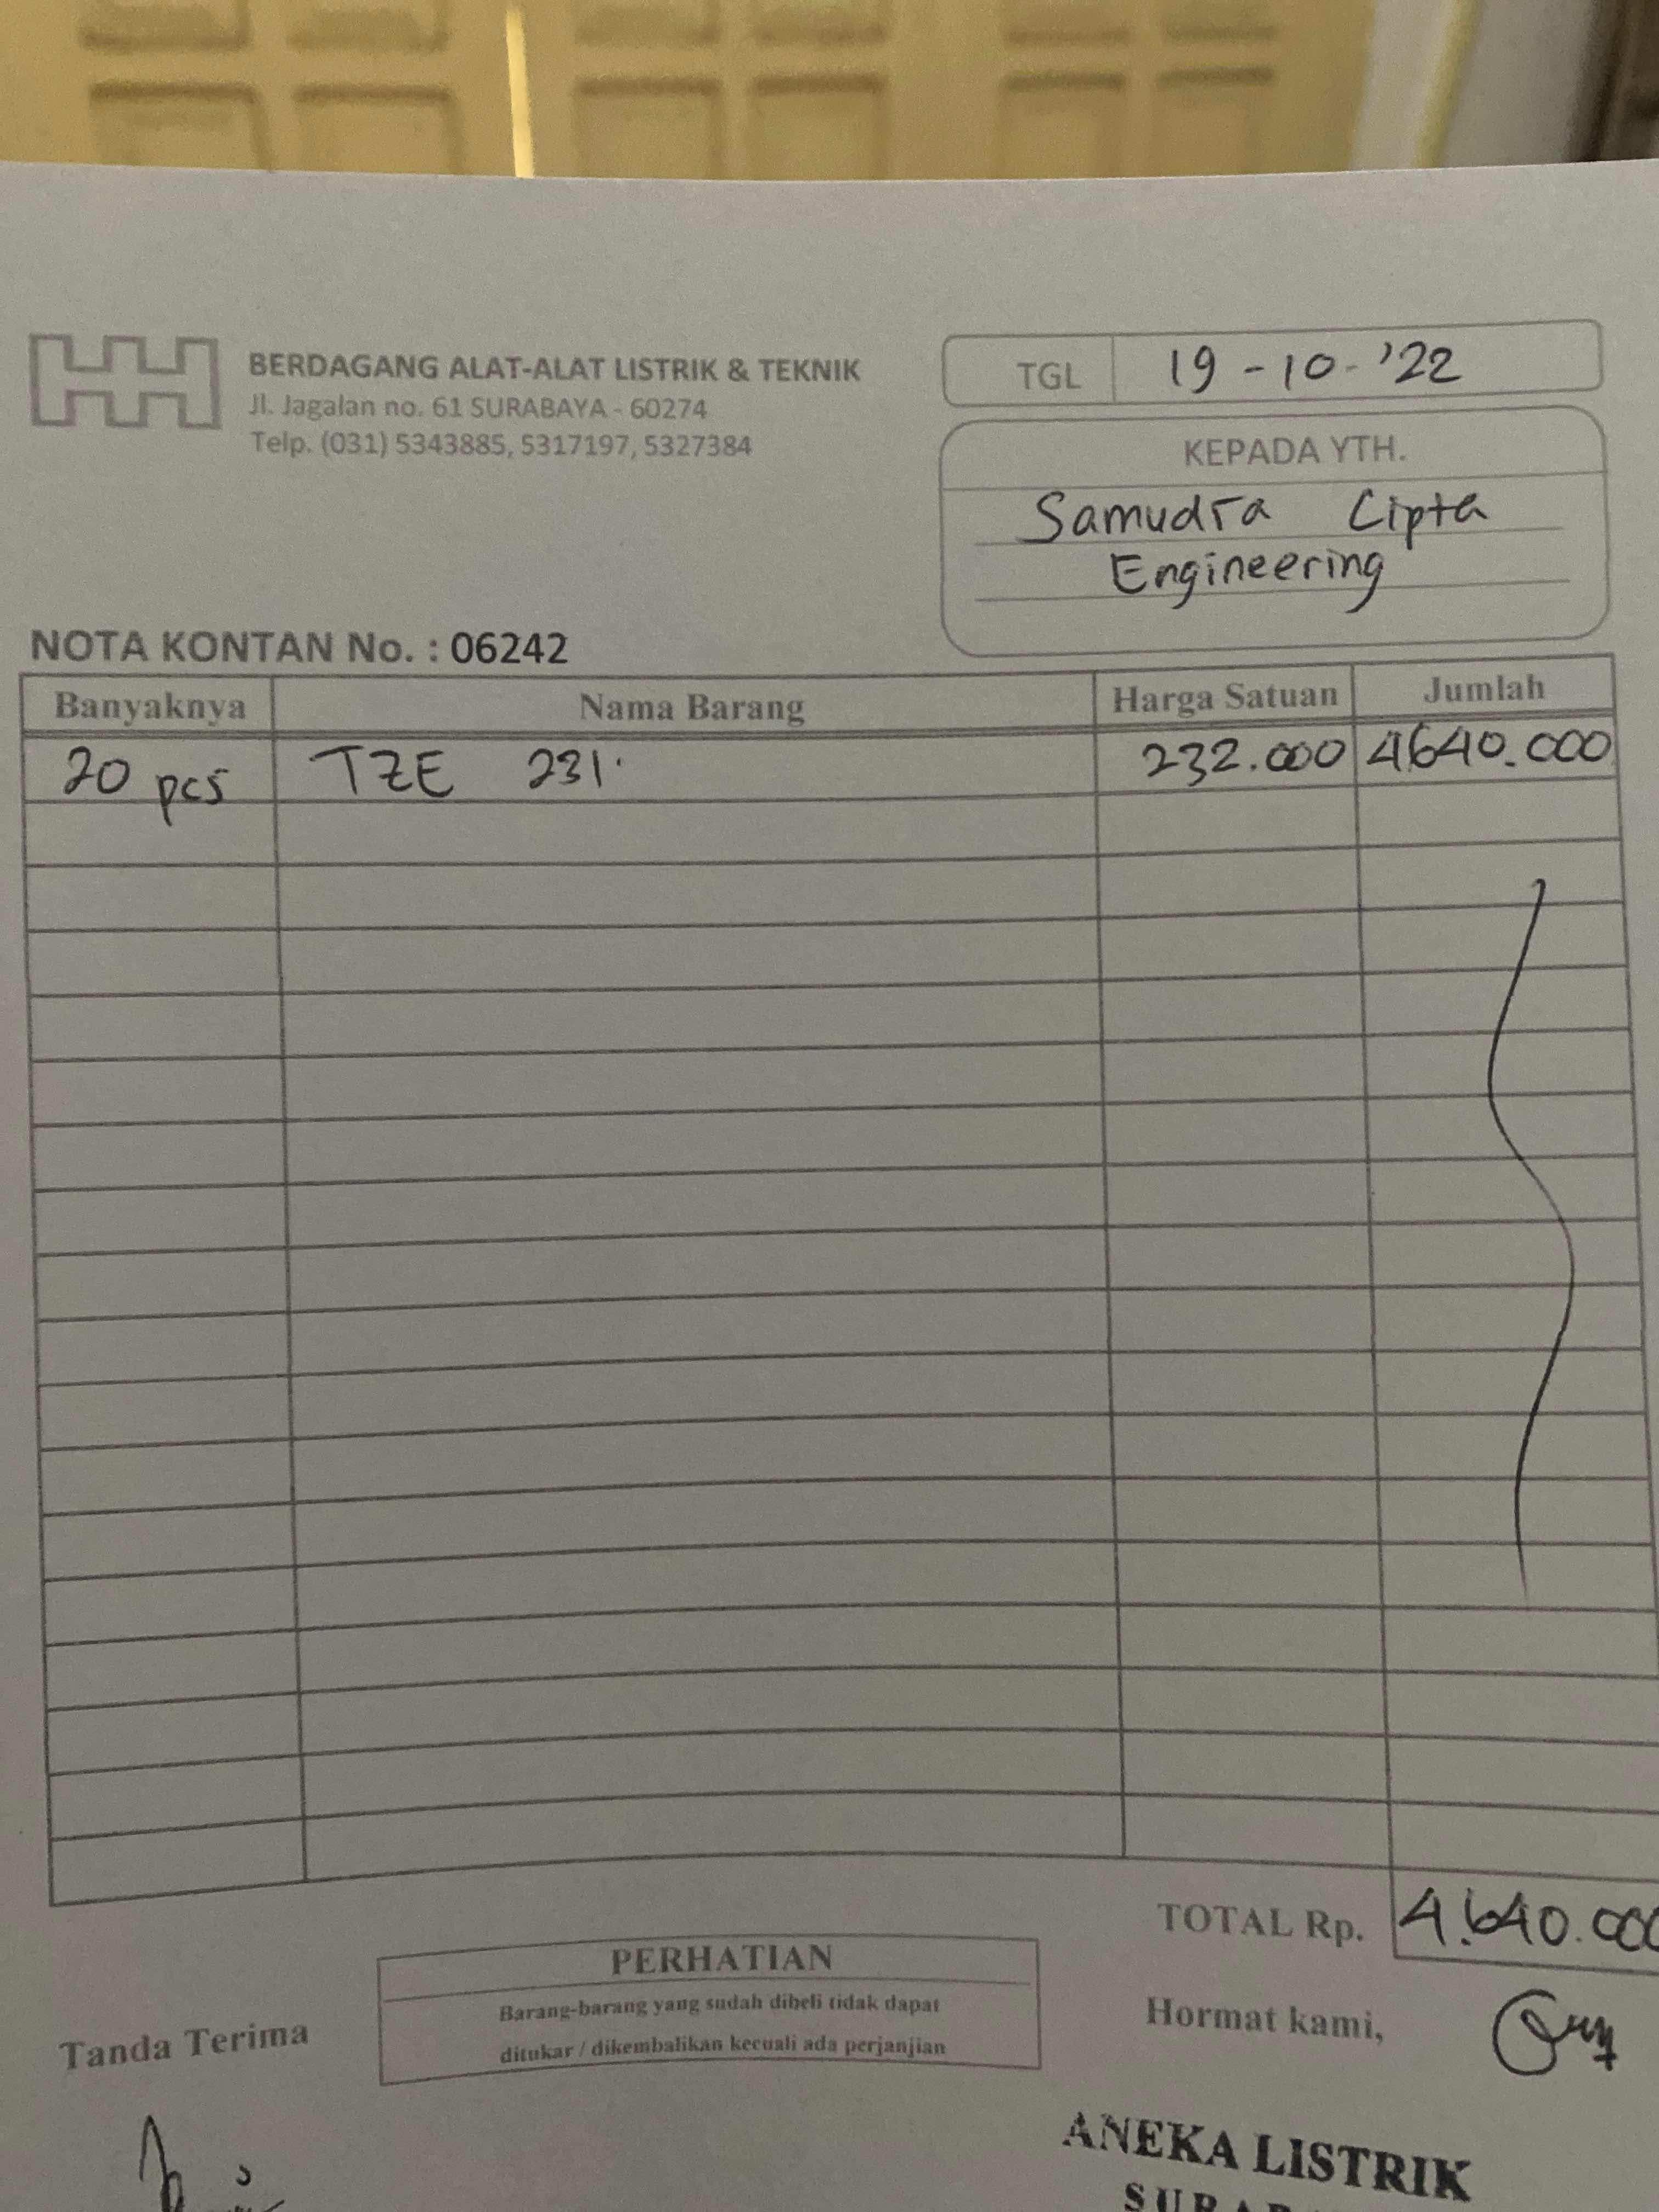 BERDAGANG ALAT-ALAT LISTRIK & TEKNIK
Jl. Jagalan no. 61 SURABAYA - 60274
Telp. (031) 5343885, 5317197, 5327384
TGL 19-10-'22
KEPADA YTH.
Samudra Cipta
Engineering
NOTA KONTAN No. : 06242
Banyaknya Nama Barang Harga Satuan Jumlah
20 pcs TZE 231. 232.000 4.640.000
TOTAL Rp. 4.640.000
PERHATIAN
Barang-barang yang sudah dibeli tidak dapat
ditukar / dikembalikan kecuali ada perjanjian
Tanda Terima
Hormat kami,
ANEKA LISTRIK